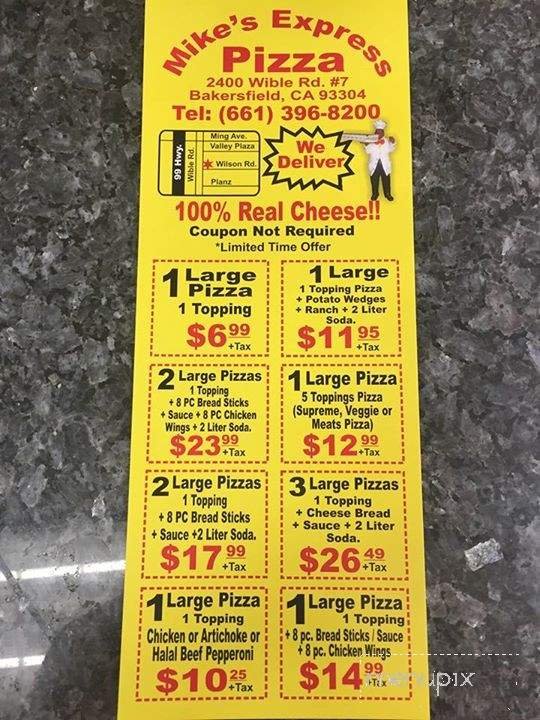 Mike's Express
Pizza
2400 Wible Rd. #7
Bakersfield, CA 93304
Tel: (661) 396-8200
99 Hwy.
Wible Rd.
Ming Ave.
Valley Plaza
Wilson Rd.
Planz
We
Deliver
100% Real Cheese!!
Coupon Not Required
*Limited Time Offer
1 Large
Pizza
1 Topping
$6.99
+Tax
1 Large
1 Topping Pizza
+ Potato Wedges
+ Ranch + 2 Liter
Soda.
$11.95
+Tax
2 Large Pizzas
1 Topping
+ 8 PC Bread Sticks
+ Sauce + 8 PC Chicken
Wings + 2 Liter Soda.
$23.99
+Tax
1 Large Pizza
5 Toppings Pizza
(Supreme, Veggie or
Meats Pizza)
$12.99
+Tax
2 Large Pizzas
1 Topping
+ 8 PC Bread Sticks
+ Sauce +2 Liter Soda.
$17.99
+Tax
3 Large Pizzas
1 Topping
+ Cheese Bread
+ Sauce + 2 Liter
Soda.
$26.49
+Tax
1 Large Pizza
1 Topping
Chicken or Artichoke or
Halal Beef Pepperoni
$10.25
+Tax
1 Large Pizza
1 Topping
+ 8 pc. Bread Sticks / Sauce
+ 8 pc. Chicken Wings
$14.99
+Tax
menupix